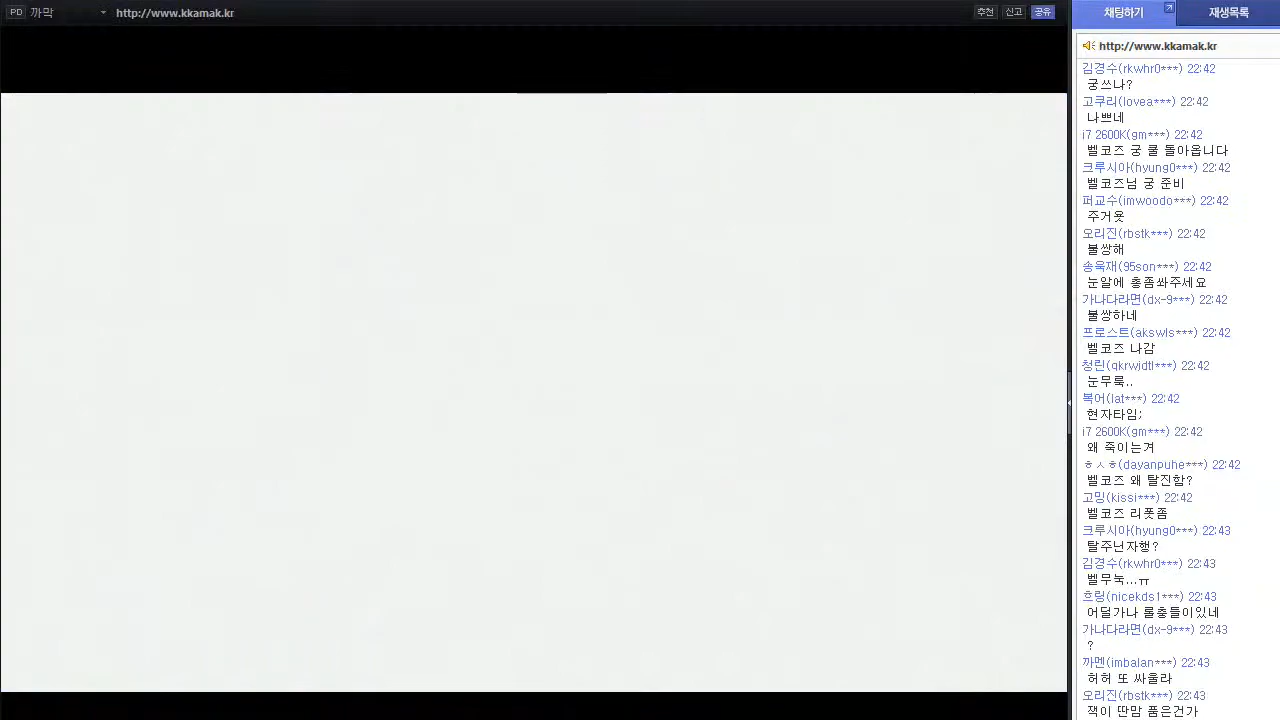 PD 까막 http://www.kkamak.kr 추천 신고 공유
채팅하기 재생목록
http://www.kkamak.kr
김경수(rkwhr0***) 22:42
궁쓰나?
고쿠리(lovea***) 22:42
나쁘네
i7 2600K(gm***) 22:42
벨코즈 궁 쿨 돌아옵니다
크루시아(hyung0***) 22:42
벨코즈님 궁 준비
퍼교수(imwoodo***) 22:42
주거욧
오리진(rbstk***) 22:42
불쌍해
송욱재(95son***) 22:42
눈알에 홍좀쏴주세요
가나다라면(dx-9***) 22:42
불쌍하네
프로스트(akswls***) 22:42
벨코즈 나감
청린(qkrwjdtl***) 22:42
눈무룩..
복어(lat***) 22:42
현자타임;
i7 2600K(gm***) 22:42
왜 죽이는겨
ㅎㅅㅎ(dayanpuhe***) 22:42
벨코즈 왜 탈진함?
고밍(kissi***) 22:42
벨코즈 리폿좀
크루시아(hyung0***) 22:43
탈주닌자행?
김경수(rkwhr0***) 22:43
벨무눅...ㅠ
흐링(nicekds1***) 22:43
어딜가나 롤충들이있네
가나다라면(dx-9***) 22:43
?
까멘(imbalan***) 22:43
허허 또 싸울라
오리진(rbstk***) 22:43
잭이 딴맘 품은건가